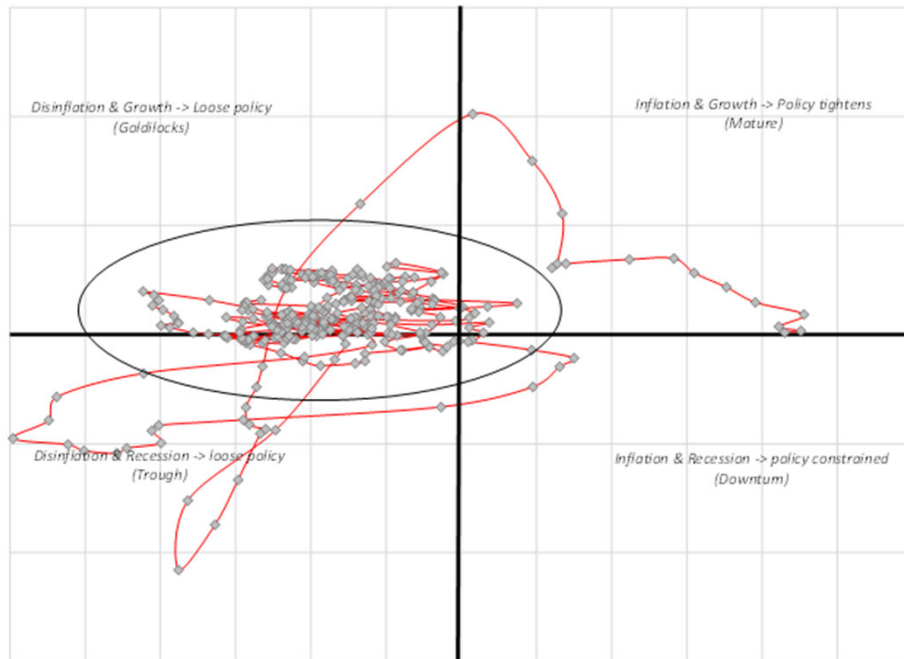 Disinflation & Growth -> Loose policy
(Goldilocks)
Inflation & Growth -> Policy tightens
(Mature)
Disinflation & Recession -> loose policy
(Trough)
Inflation & Recession -> policy constrained
(Downturn)